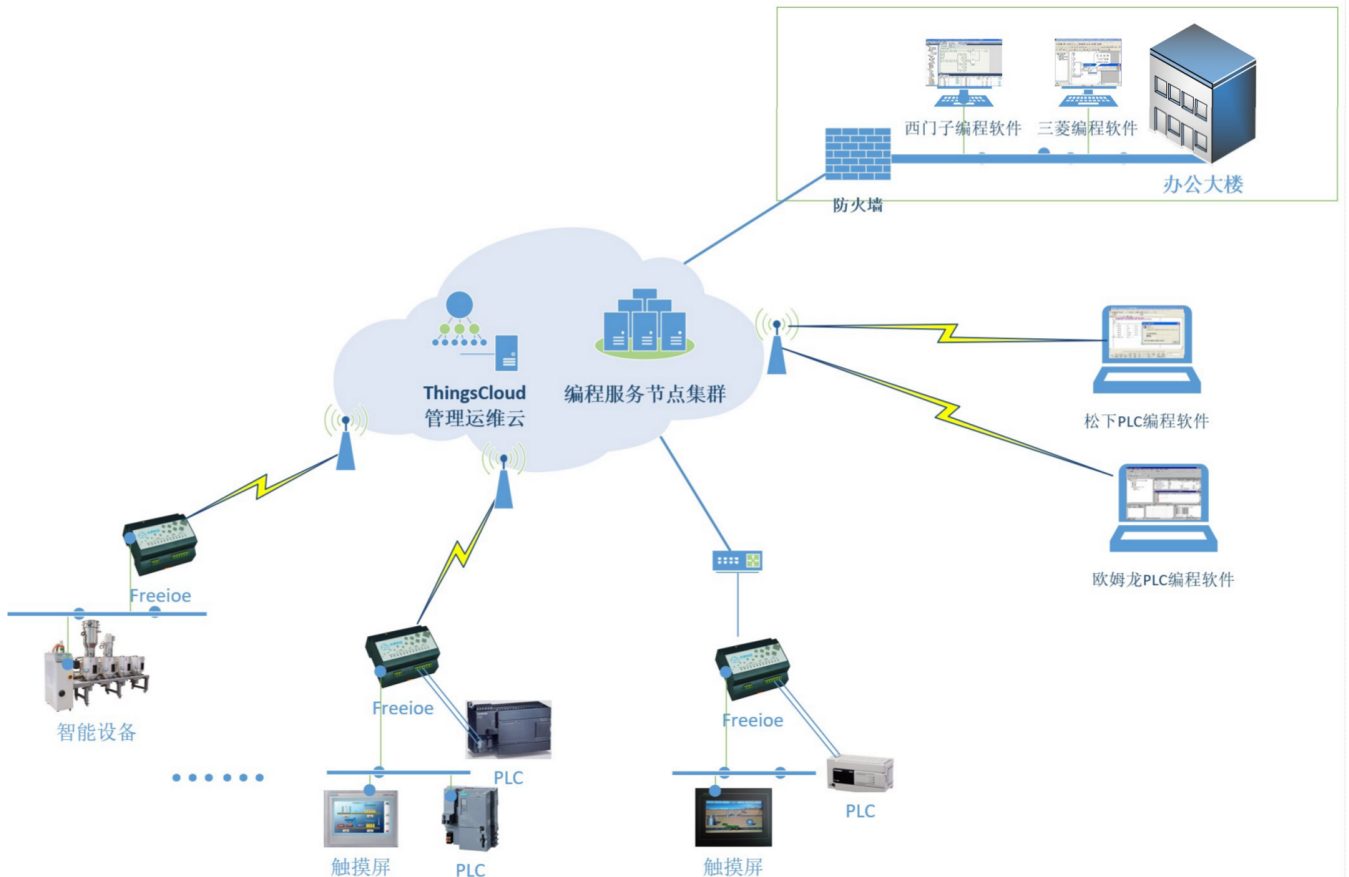 西门子编程软件
三菱编程软件
办公大楼
防火墙
ThingsCloud
管理运维云
编程服务节点集群
松下PLC编程软件
欧姆龙PLC编程软件
Freeioe
智能设备
Freeioe
PLC
触摸屏
PLC
Freeioe
PLC
触摸屏